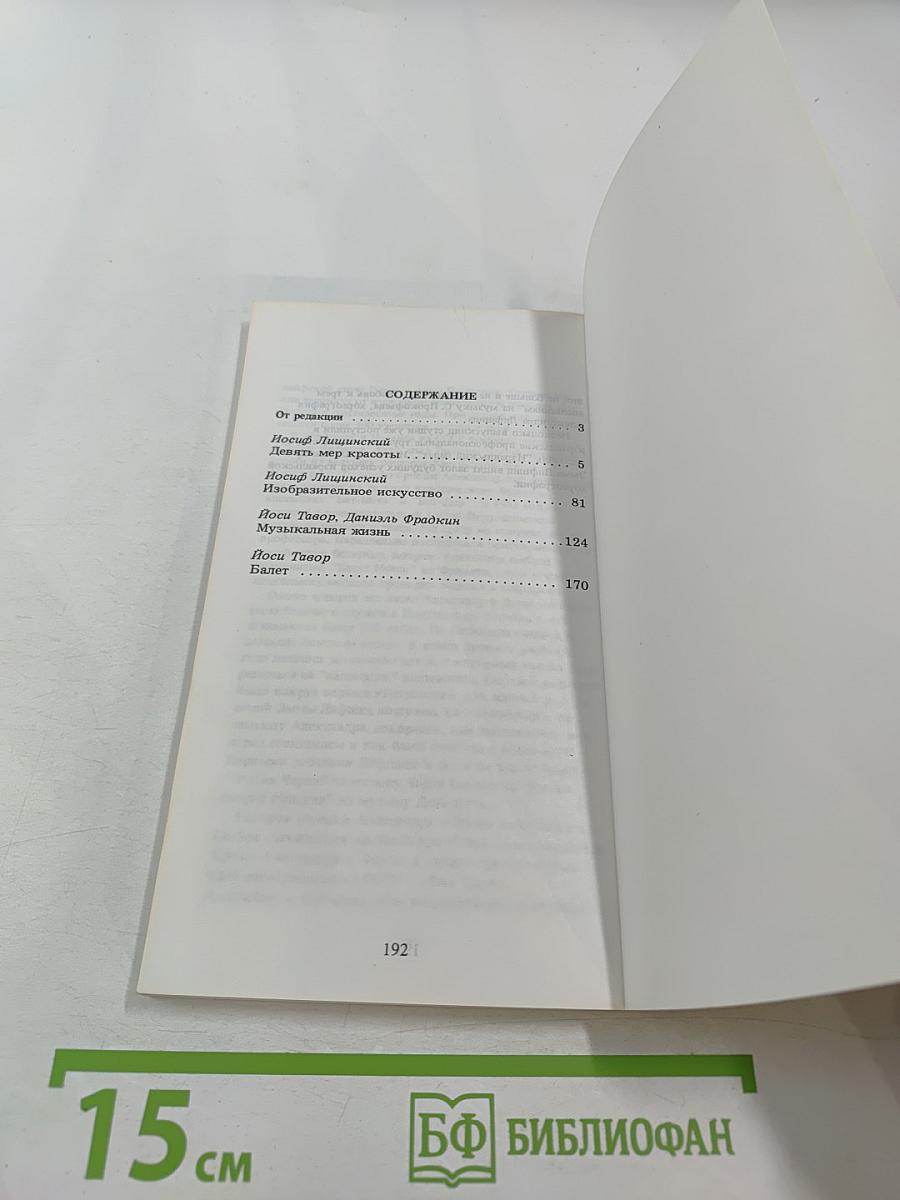 СОДЕРЖАНИЕ
От редакции . . . . . . . . . . . . . . . . . . . . . . . . . . . . 3
Иосиф Лищинский
Девять мер красоты . . . . . . . . . . . . . . . . . . . . . . 5
Иосиф Лищинский
Изобразительное искусство . . . . . . . . . . . . . . . 81
Йоси Тавор, Даниэль Фрадкин
Музыкальная жизнь . . . . . . . . . . . . . . . . . . . . . 124
Йоси Тавор
Балет . . . . . . . . . . . . . . . . . . . . . . . . . . . . . . . . . 170
192
15 см
БФ БИБЛИОФАН